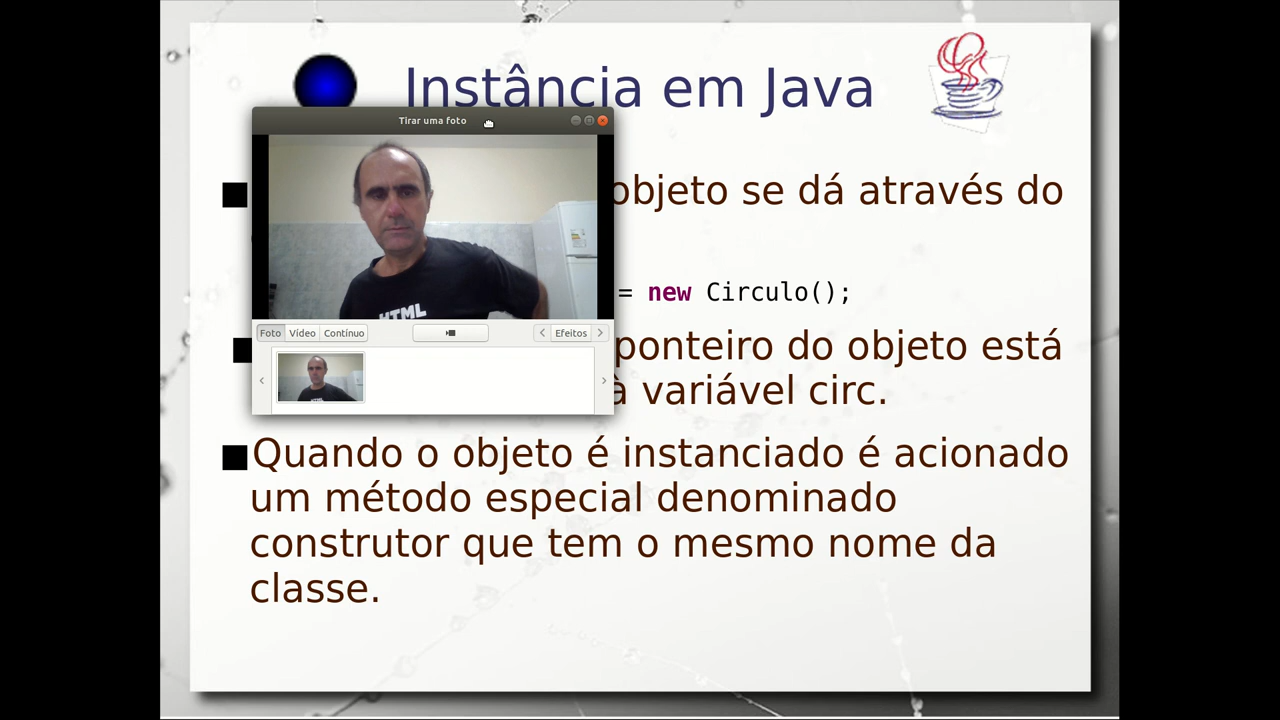 Instância em Java
Tirar uma foto
objeto se dá através do
= new Circulo();
HTML
Foto Vídeo Contínuo Efeitos
ponteiro do objeto está
à variável circ.
Quando o objeto é instanciado é acionado
um método especial denominado
construtor que tem o mesmo nome da
classe.